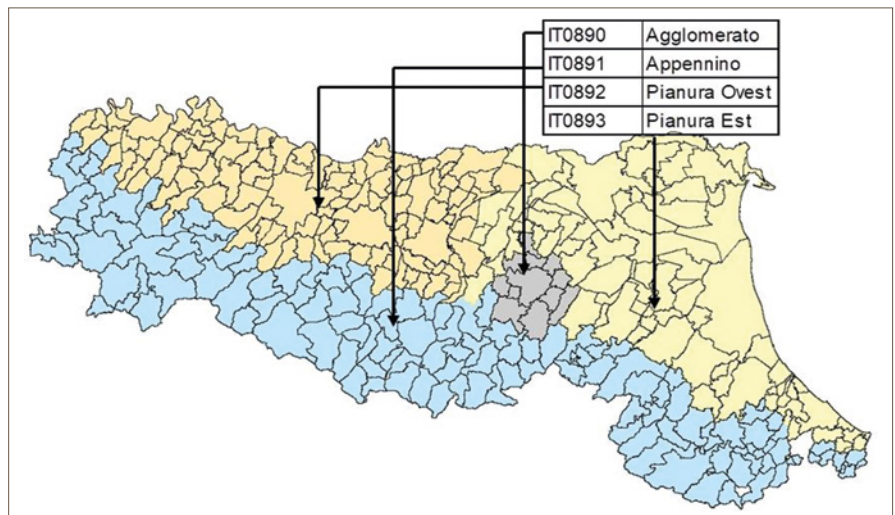 IT0890 Agglomerato
IT0891 Appennino
IT0892 Pianura Ovest
IT0893 Pianura Est